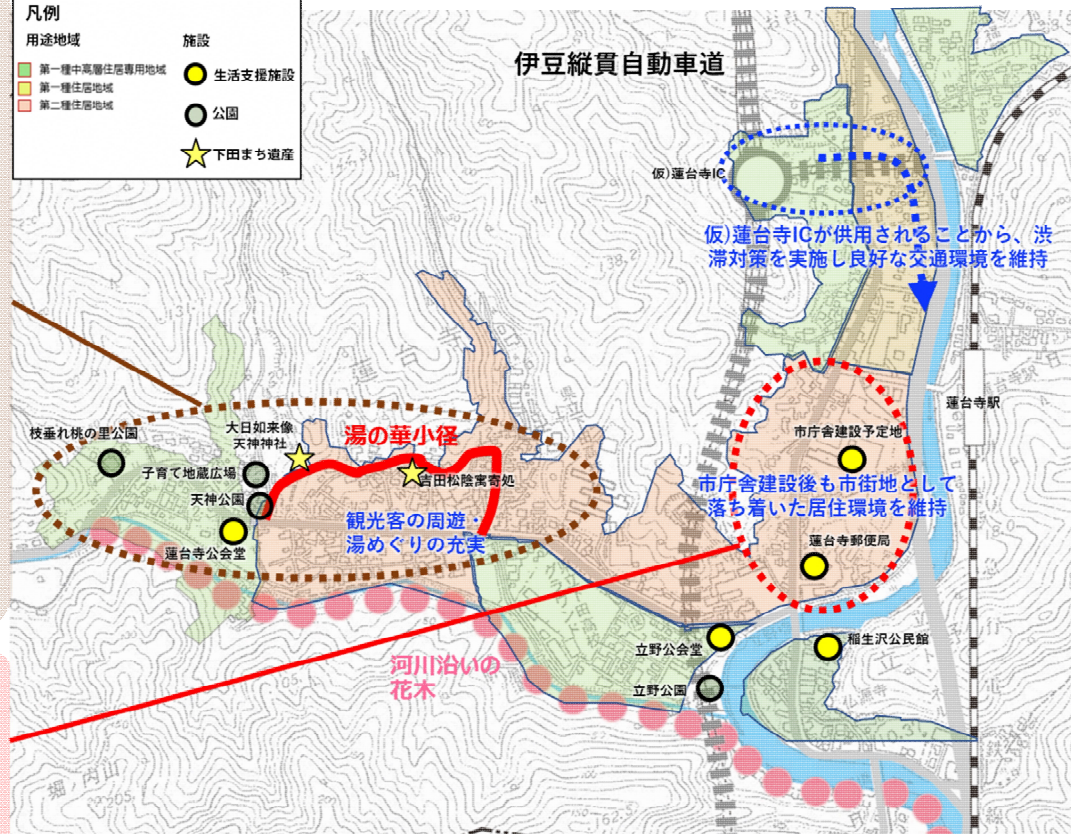 凡例
用途地域
施設
第一種中高層住居専用地域
第一種住居地域
第二種住居地域
生活支援施設
公園
下田まち遺産
伊豆縦貫自動車道
仮)蓮台寺IC
仮)蓮台寺ICが供用されることから、渋
滞対策を実施し良好な交通環境を維持
蓮台寺駅
枝垂れ桃の里公園
大日如来像
天神神社
湯の華小径
市庁舎建設予定地
子育て地蔵広場
吉田松陰寓寄処
天神公園
市庁舎建設後も市街地として
落ち着いた居住環境を維持
観光客の周遊・
湯めぐりの充実
蓮台寺公会堂
蓮台寺郵便局
立野公会堂
稲生沢公民館
河川沿いの
花木
立野公園
堀ノ内山